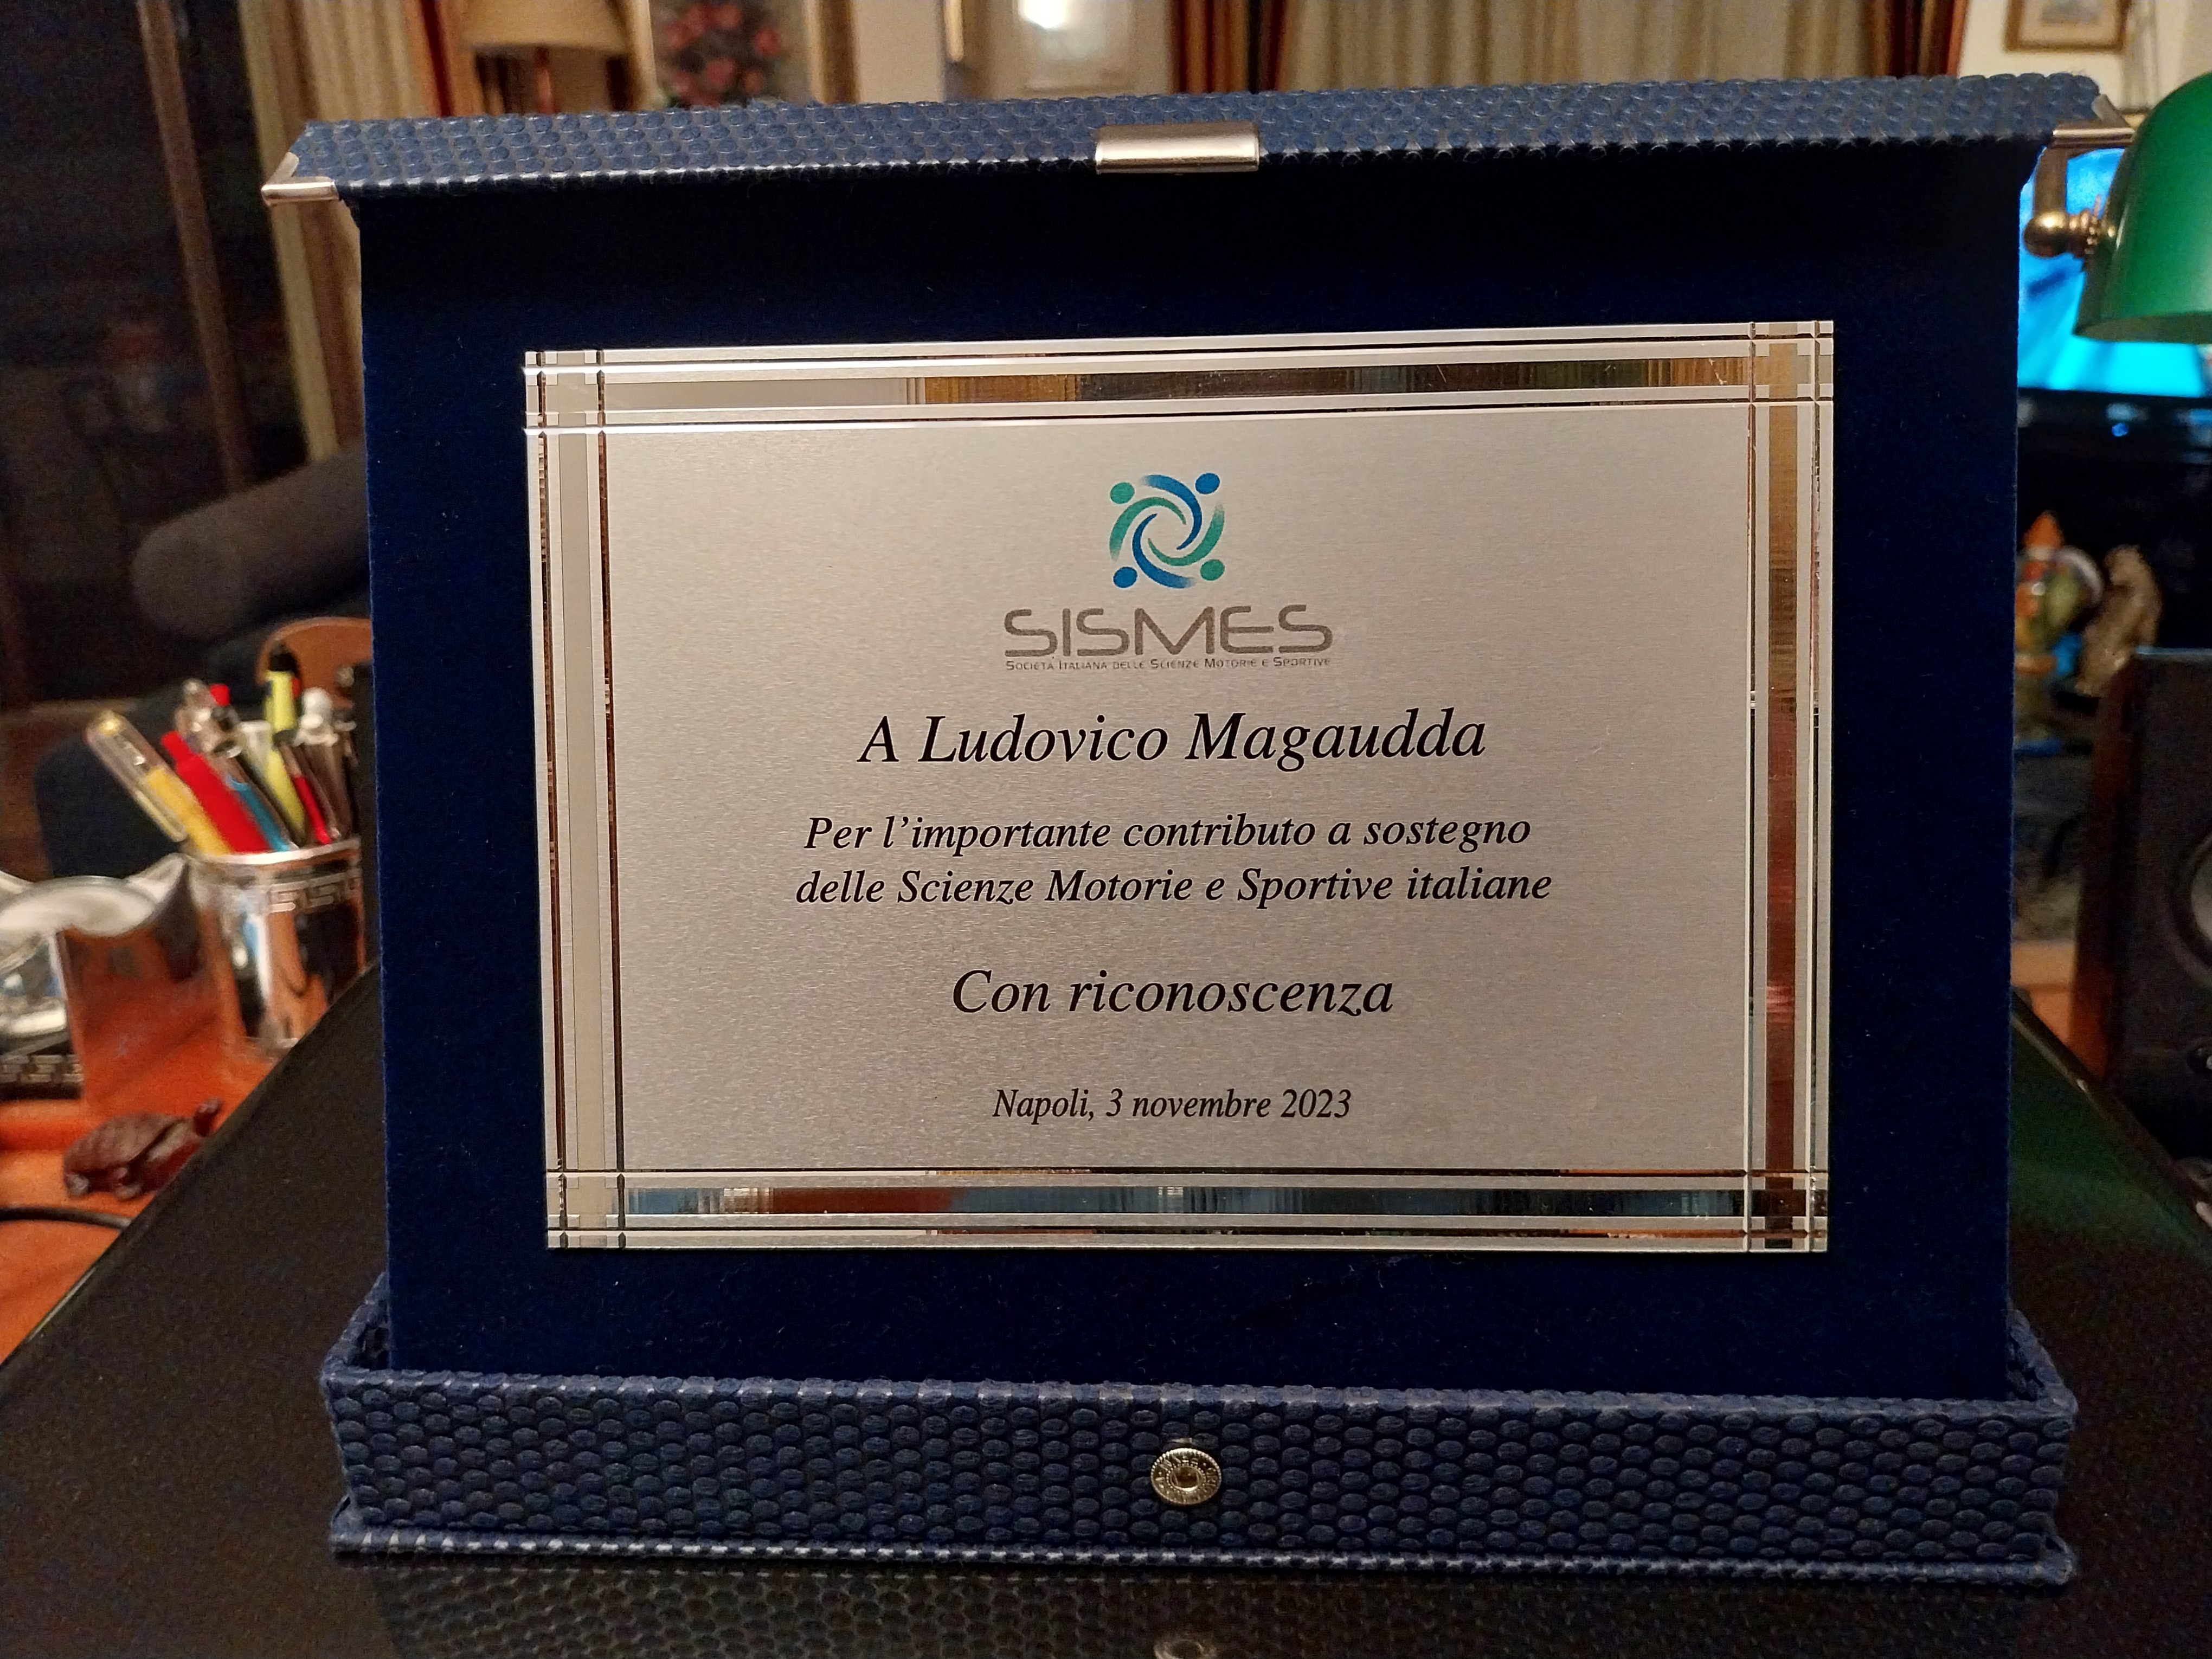 SISMES
SOCIETÀ ITALIANA DELLE SCIENZE MOTORIE E SPORTIVE
A Ludovico Magaudda
Per l’importante contributo a sostegno
delle Scienze Motorie e Sportive italiane
Con riconoscenza
Napoli, 3 novembre 2023